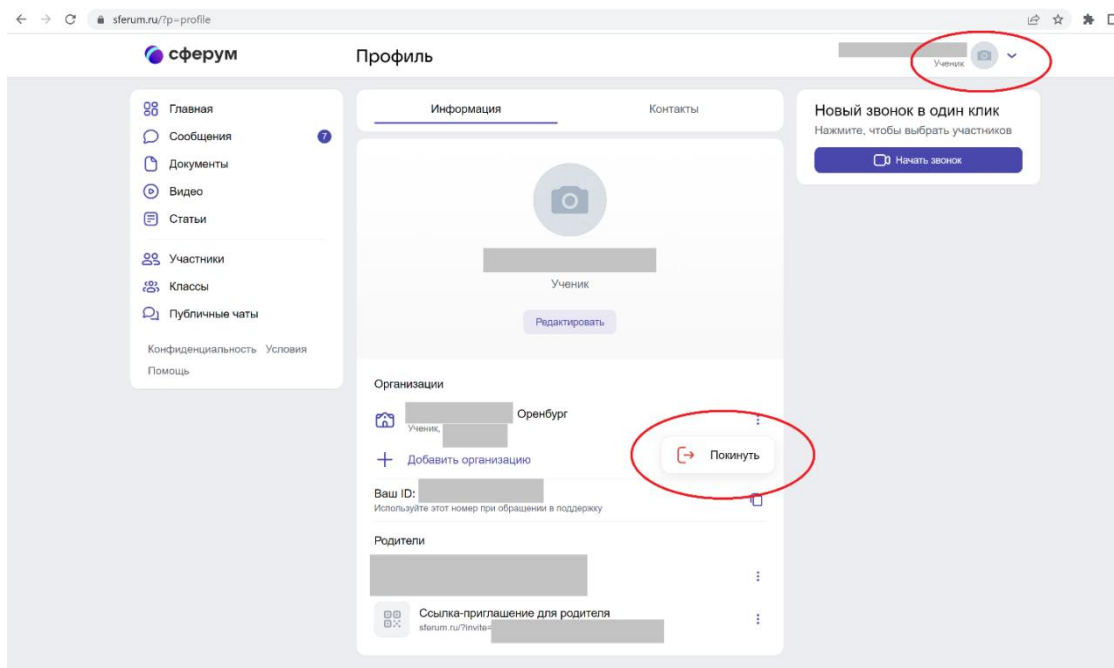 sferum.ru/?p=profile
сферум
Профиль
Ученик
Главная
Сообщения 7
Документы
Видео
Статьи
Участники
Классы
Публичные чаты
Конфиденциальность Условия
Помощь
Информация Контакты
Ученик
Редактировать
Организации
Оренбург
Ученик,
Покинуть
Добавить организацию
Ваш ID:
Используйте этот номер при обращении в поддержку
Родители
Ссылка-приглашение для родителя
sferum.ru/?invite=
Новый звонок в один клик
Нажмите, чтобы выбрать участников
Начать звонок